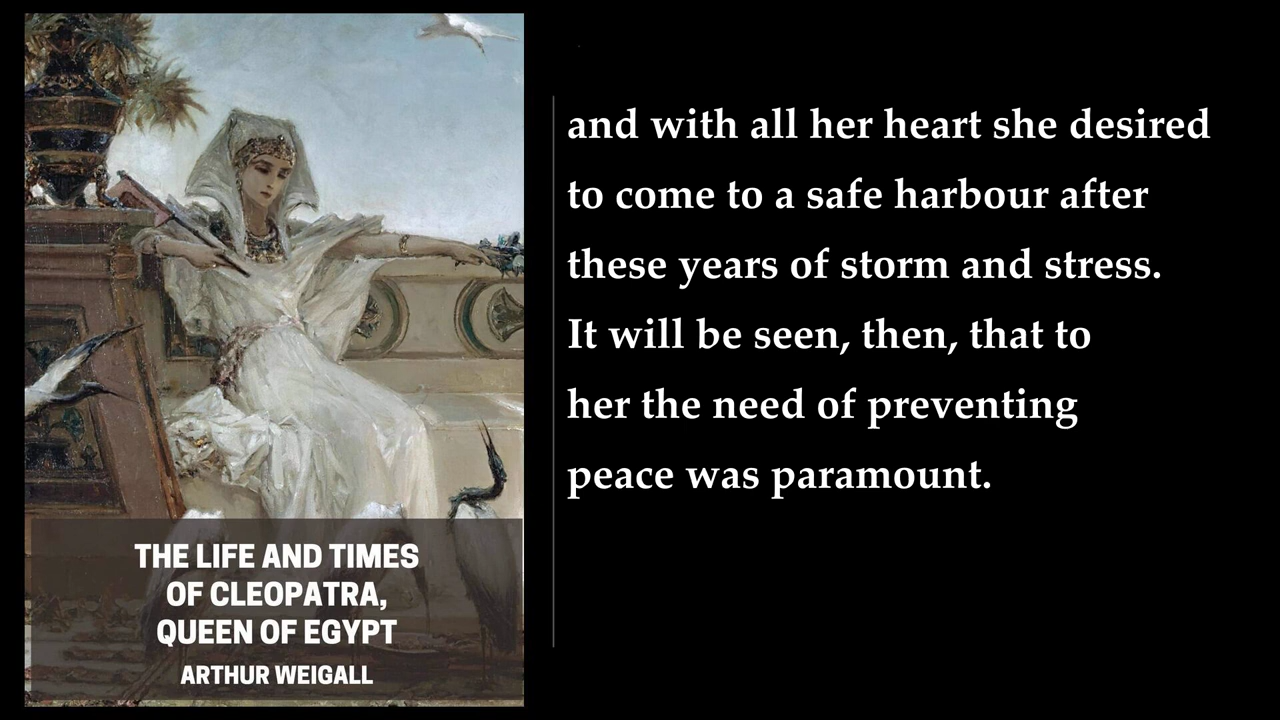 THE LIFE AND TIMES
OF CLEOPATRA,
QUEEN OF EGYPT
ARTHUR WEIGALL
and with all her heart she desired
to come to a safe harbour after
these years of storm and stress.
It will be seen, then, that to
her the need of preventing
peace was paramount.